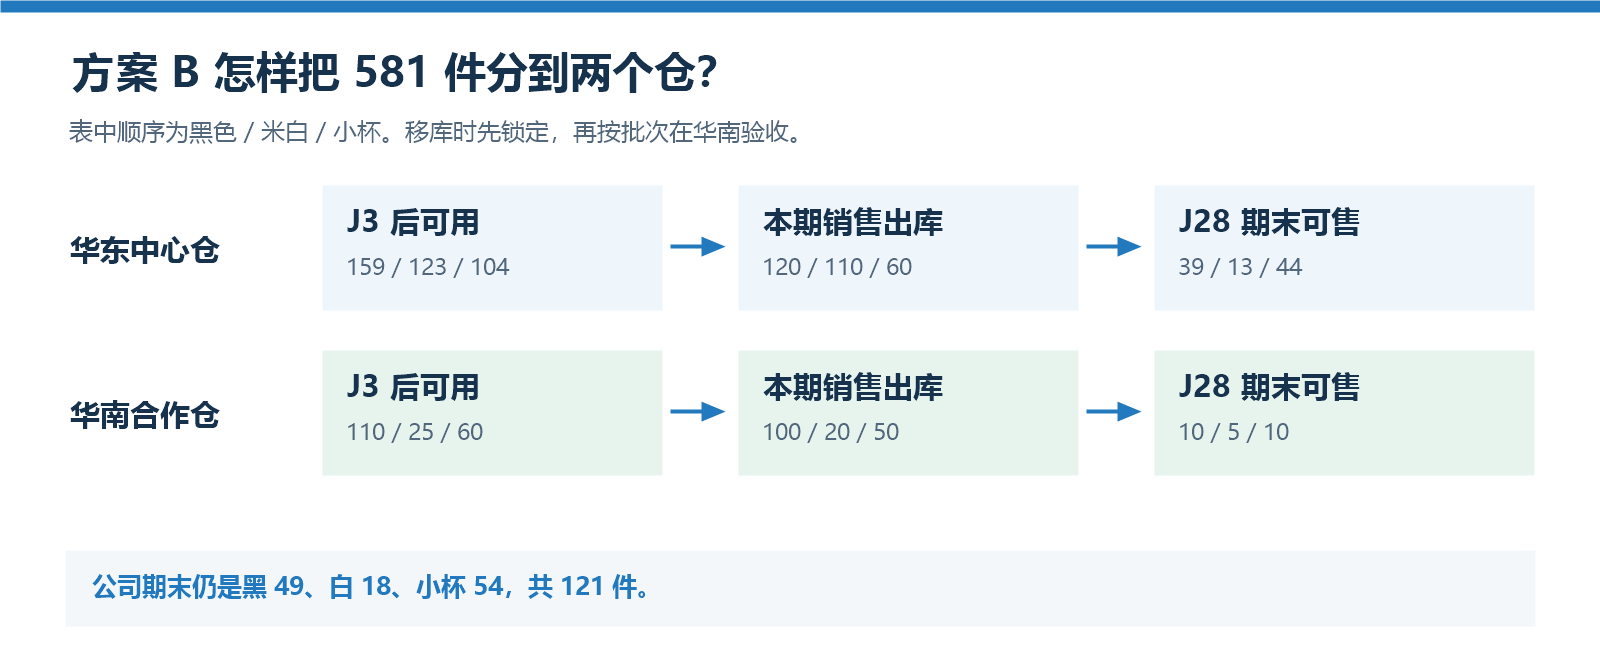 方案 B 怎样把 581 件分到两个仓？
表中顺序为黑色 / 米白 / 小杯。移库时先锁定，再按批次在华南验收。
华东中心仓
J3 后可用
159 / 123 / 104
本期销售出库
120 / 110 / 60
J28 期末可售
39 / 13 / 44
华南合作仓
J3 后可用
110 / 25 / 60
本期销售出库
100 / 20 / 50
J28 期末可售
10 / 5 / 10
公司期末仍是黑 49、白 18、小杯 54，共 121 件。